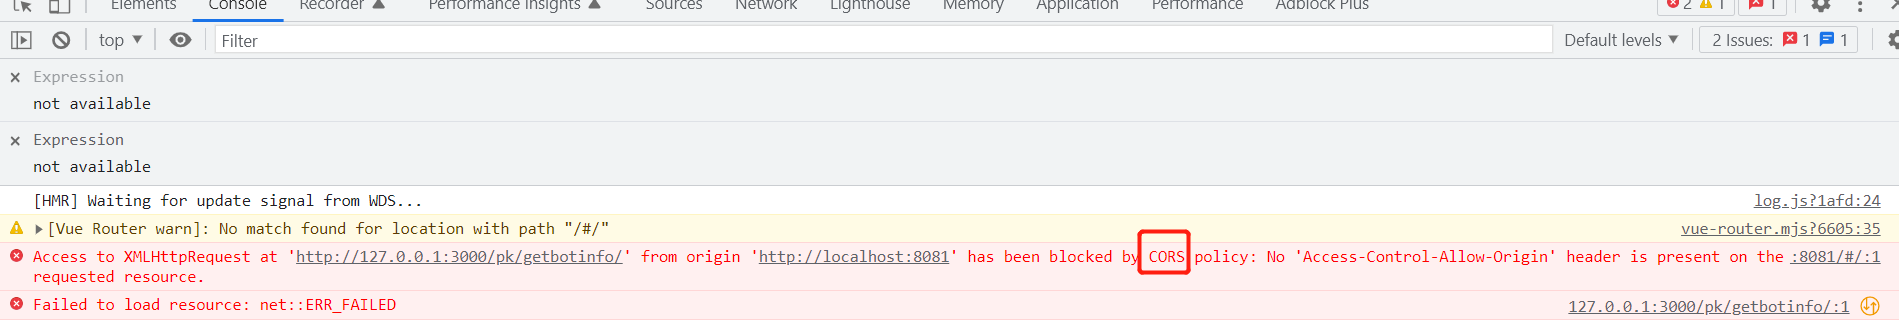 Elements Console Recorder Performance insights Sources Network Lighthouse Memory Application Performance Adblock Plus 2 1 1
top Filter Default levels 2 Issues: 1 1
Expression
not available
Expression
not available
[HMR] Waiting for update signal from WDS... log.js?1afd:24
[Vue Router warn]: No match found for location with path "/#/" vue-router.mjs?6605:35
Access to XMLHttpRequest at 'http://127.0.0.1:3000/pk/getbotinfo/' from origin 'http://localhost:8081' has been blocked by CORS policy: No 'Access-Control-Allow-Origin' header is present on the :8081/#/:1
requested resource.
Failed to load resource: net::ERR_FAILED 127.0.0.1:3000/pk/getbotinfo/:1